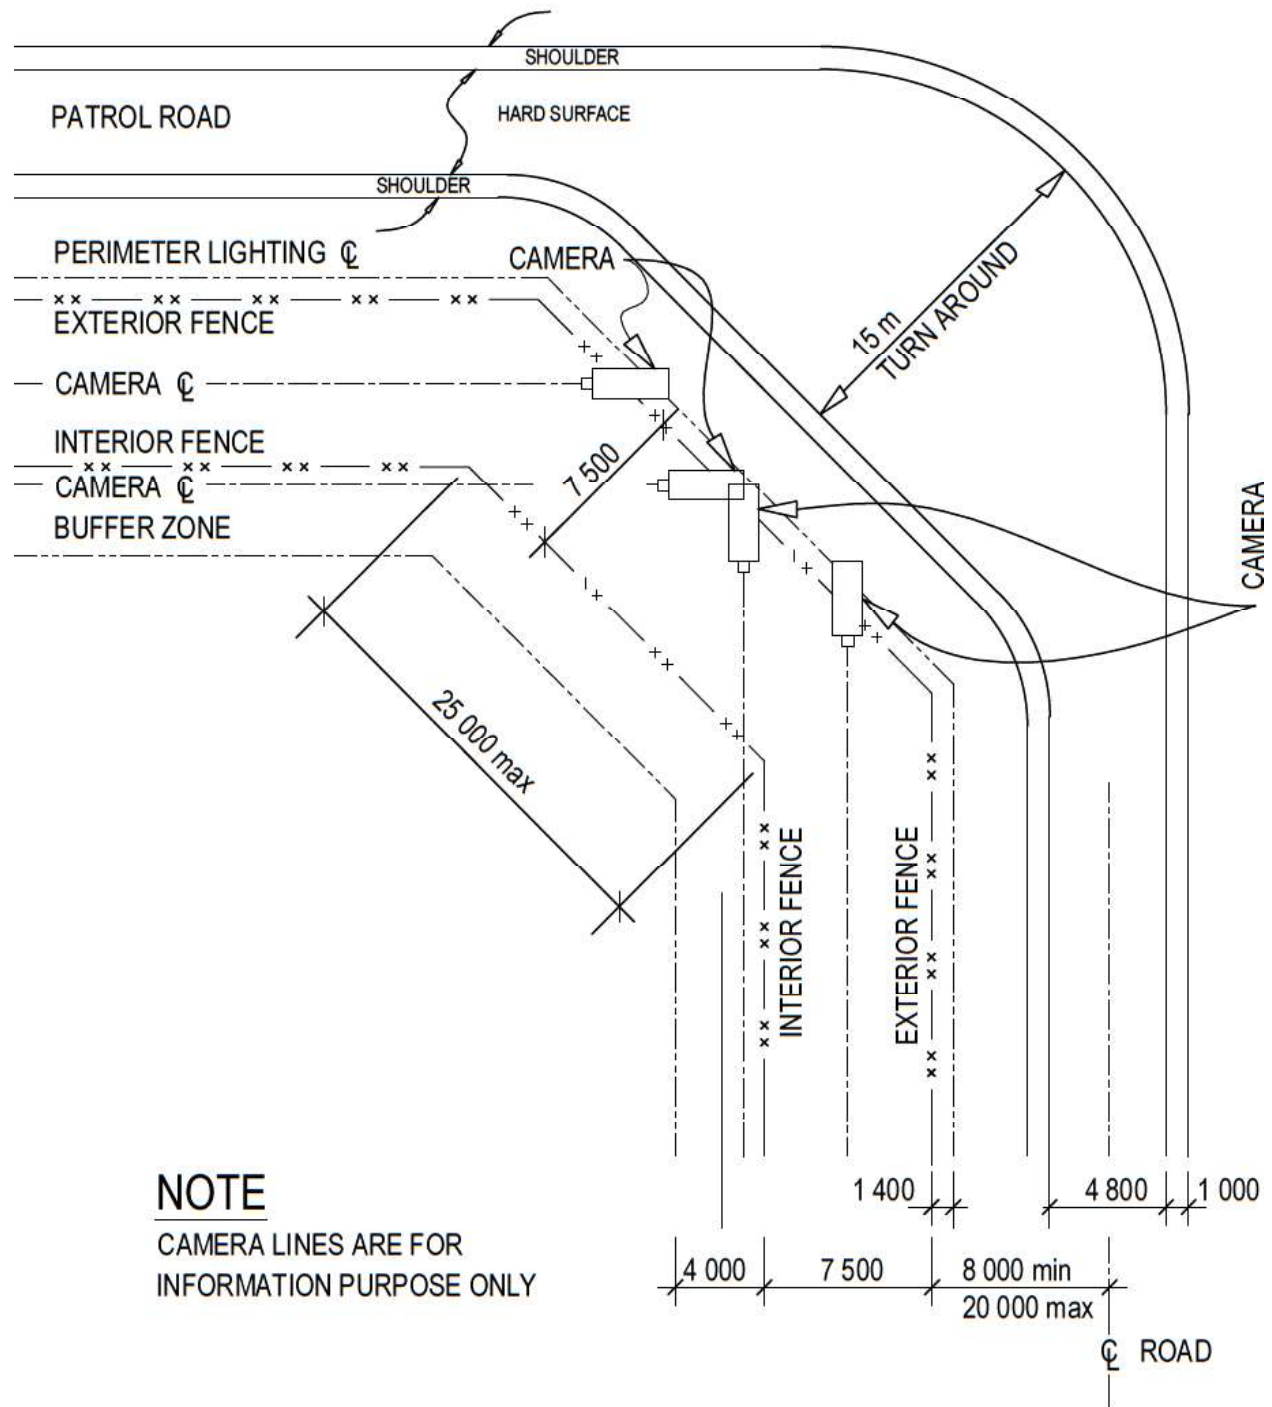 SHOULDER
PATROL ROAD
HARD SURFACE
SHOULDER
PERIMETER LIGHTING ℄
CAMERA
EXTERIOR FENCE
15 m
TURN AROUND
CAMERA ℄
INTERIOR FENCE
7 500
CAMERA ℄
BUFFER ZONE
CAMERA
25 000 max
INTERIOR FENCE
EXTERIOR FENCE
NOTE
CAMERA LINES ARE FOR
INFORMATION PURPOSE ONLY
1 400
4 800
1 000
4 000
7 500
8 000 min
20 000 max
℄ ROAD